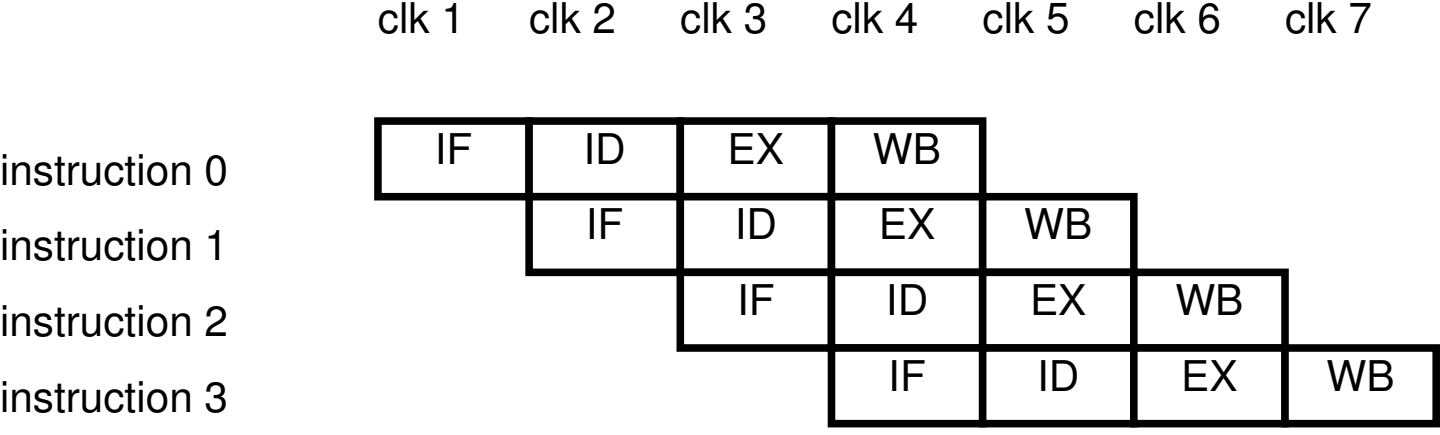 clk 1 clk 2 clk 3 clk 4 clk 5 clk 6 clk 7
instruction 0 IF ID EX WB
instruction 1 IF ID EX WB
instruction 2 IF ID EX WB
instruction 3 IF ID EX WB